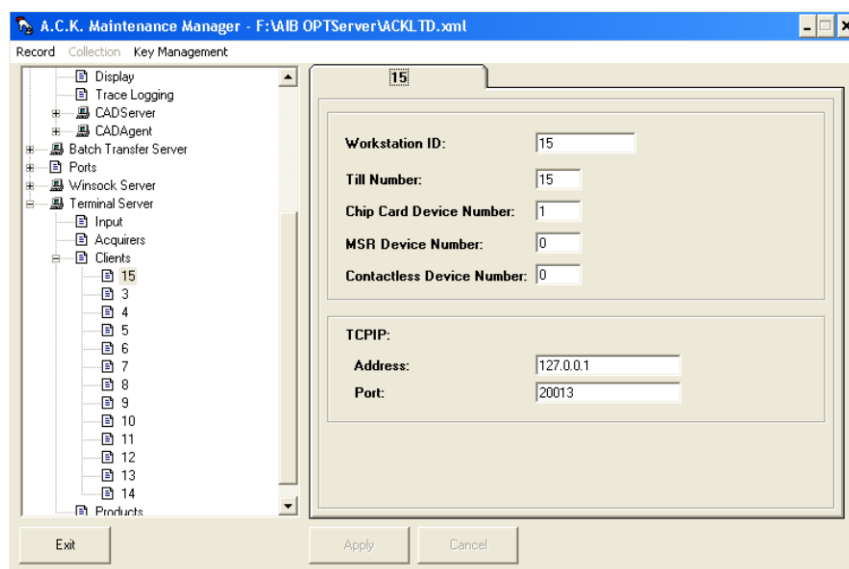 A.C.K. Maintenance Manager - F:\AIB OPTServer\ACKLTD.xml
Record Collection Key Management
Display
Trace Logging
CADServer
CADAgent
Batch Transfer Server
Ports
Winsock Server
Terminal Server
Input
Acquirers
Clients
15
3
4
5
6
7
8
9
10
11
12
13
14
Products
15
Workstation ID: 15
Till Number: 15
Chip Card Device Number: 1
MSR Device Number: 0
Contactless Device Number: 0
TCPIP:
Address: 127.0.0.1
Port: 20013
Exit Apply Cancel